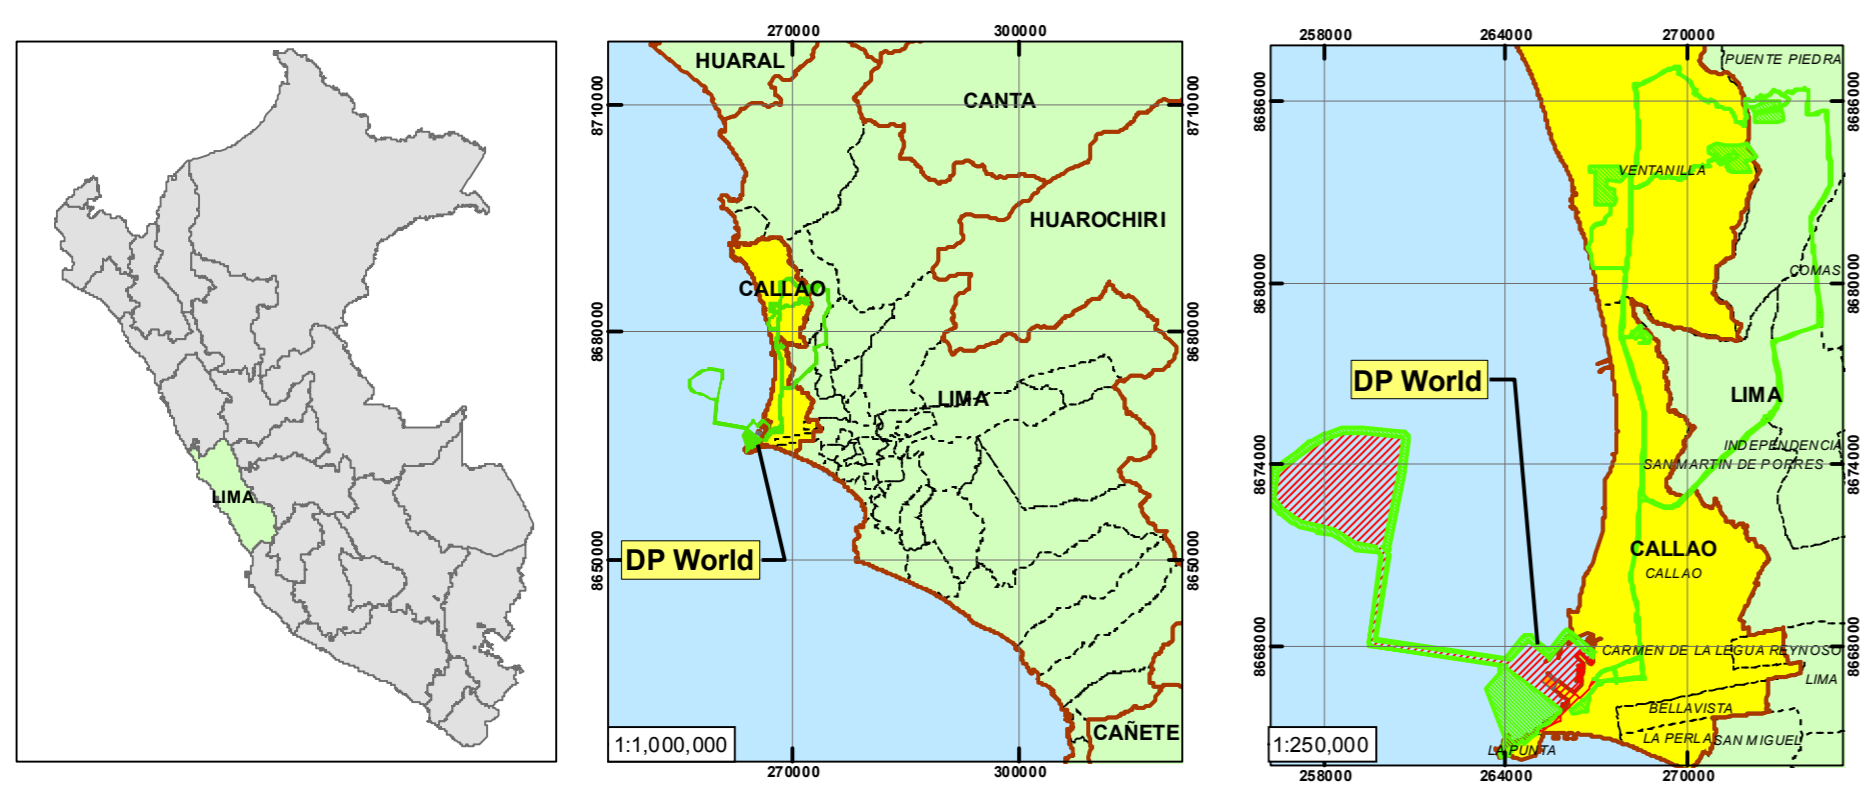 LIMA
270000
300000
HUARAL
CANTA
8710000
8710000
HUAROCHIRI
CALLAO
8680000
8680000
LIMA
DP World
8650000
8650000
CAÑETE
1:1,000,000
270000
300000
258000
264000
270000
PUENTE PIEDRA
8686000
8686000
VENTANILLA
COMAS
8680000
8680000
DP World
LIMA
INDEPENDENCIA
SAN MARTIN DE PORRES
8674000
8674000
CALLAO
CALLAO
8668000
8668000
CARMEN DE LA LEGUA REYNOSO
LIMA
BELLAVISTA
LA PERLA
SAN MIGUEL
LA PUNTA
1:250,000
258000
264000
270000